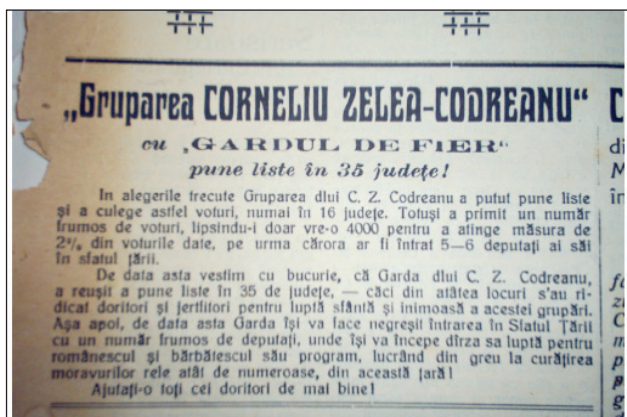 „Gruparea CORNELIU ZELEA-CODREANU“
cu „GARDUL DE FIER“
pune liste în 35 județe!
In alegerile trecute Gruparea dlui C. Z. Codreanu a putut pune liste
și a culege astfel voturi, numai în 16 județe. Totuși a primit un număr
frumos de voturi, lipsindu-i doar vre-o 4000 pentru a atinge măsura de
2% din voturile date, pe urma cărora ar fi intrat 5—6 deputați ai săi
în sfatul țării.
De data asta vestim cu bucurie, că Garda dlui C. Z. Codreanu,
a reușit a pune liste în 35 de județe, — căci din atâtea locuri s'au ri-
dicat doritori și jertfitori pentru luptă sfântă și inimoasă a acestei grupări.
Așa apoi, de data asta Garda își va face negreșit intrarea în Sfatul Țării
cu un număr frumos de deputați, unde își va începe dîrza sa luptă pentru
românescul și bărbătescul său program, lucrând din greu la curățirea
moravurilor rele atât de numeroase, din această țară!
Ajutați-o toți cei doritori de mai bine!